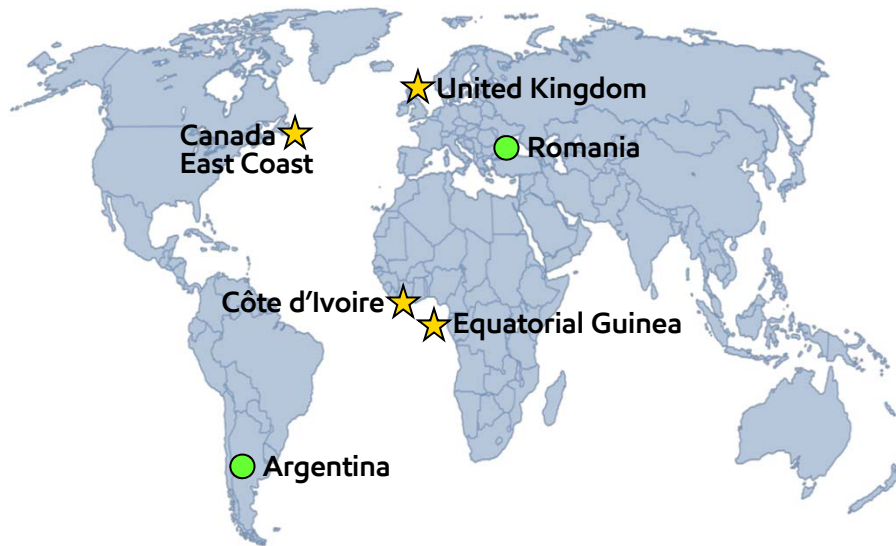 United Kingdom
Canada
East Coast
Romania
Côte d’Ivoire
Equatorial Guinea
Argentina